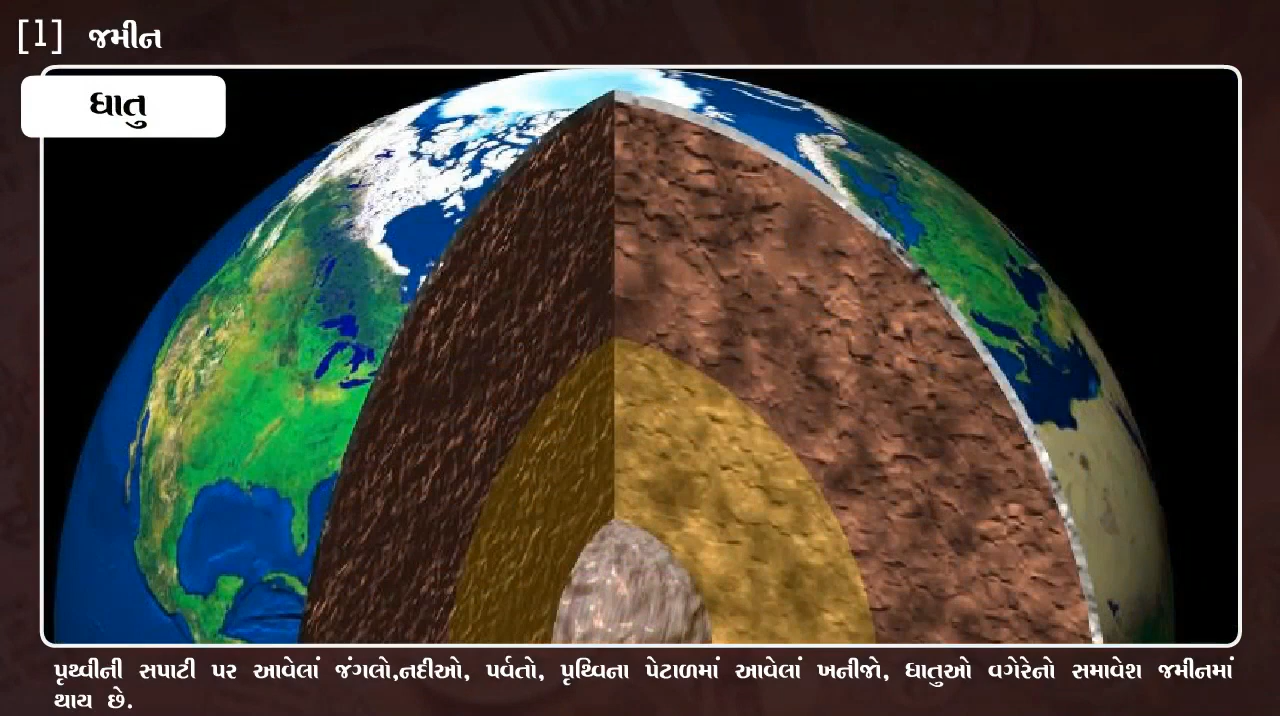 [1] જમીન
ધાતુ
પૃથ્વીની સપાટી પર આવેલાં જંગલો,નદીઓ, પર્વતો, પૃથ્વિના પેટાળમાં આવેલાં ખનીજો, ધાતુઓ વગેરેનો સમાવેશ જમીનમાં
થાય છે.